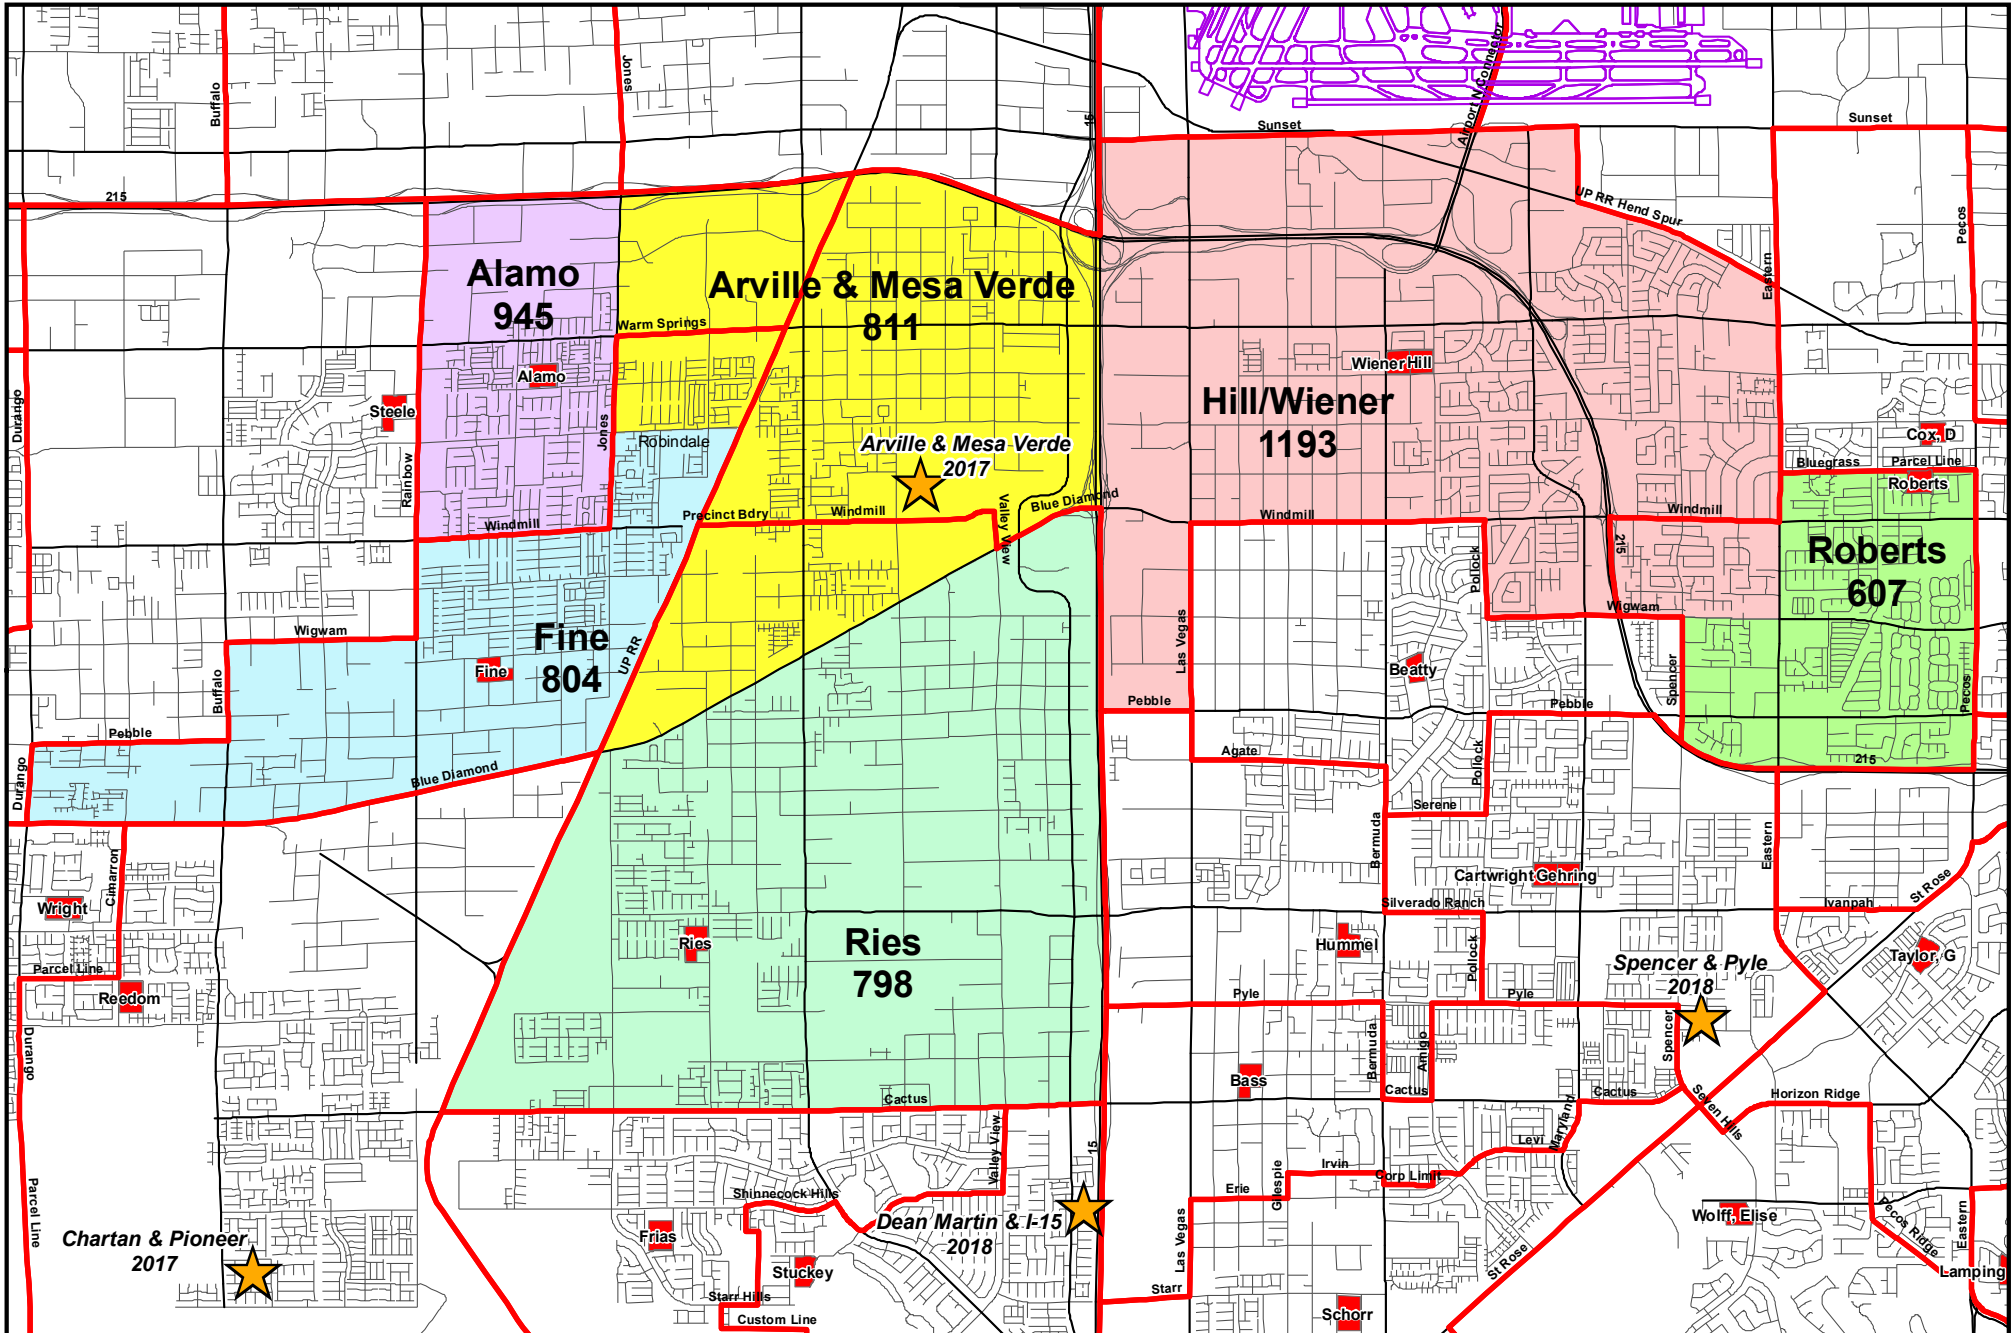 Buffalo
Jones
15
Airport N Connector
Sunset
Sunset
215
UP RR Hend Spur
Pecos
Eastern
Alamo
945
Arville & Mesa Verde
811
Warm Springs
Alamo
Wiener Hill
Steele
Durango
Rainbow
Jones
Robindale
Arville & Mesa Verde
2017
Hill/Wiener
1193
Cox, D
Bluegrass
Parcel Line
Roberts
Windmill
Precinct Bdry
Windmill
Valley View
Blue Diamond
Windmill
Windmill
215
Pollock
Roberts
607
Wigwam
Wigwam
Fine
804
Fine
UP RR
Buffalo
Las Vegas
Beatty
Spencer
Pecos
Pebble
Pebble
Pebble
Durango
Blue Diamond
Agate
Pollock
215
Serene
Bermuda
Eastern
Cimarron
Wright
Cartwright Gehring
Silverado Ranch
Ivanpah
St Rose
Ries
Ries
798
Hummel
Pollock
Taylor, G
Parcel Line
Reedom
Spencer & Pyle
2018
Pyle
Pyle
Durango
Bermuda
Amigo
Spencer
Bass
Cactus
Cactus
Cactus
Seven Hills
Horizon Ridge
Maryland
Levi
Valley View
15
Irvin
Corp Limit
Gillespie
Erie
Shinnecock Hills
Parcel Line
Chartan & Pioneer
2017
Frias
Dean Martin & I-15
2018
Las Vegas
Wolff, Elise
Pecos Ridge
Eastern
Stuckey
St Rose
Lamping
Starr Hills
Starr
Custom Line
Schorr